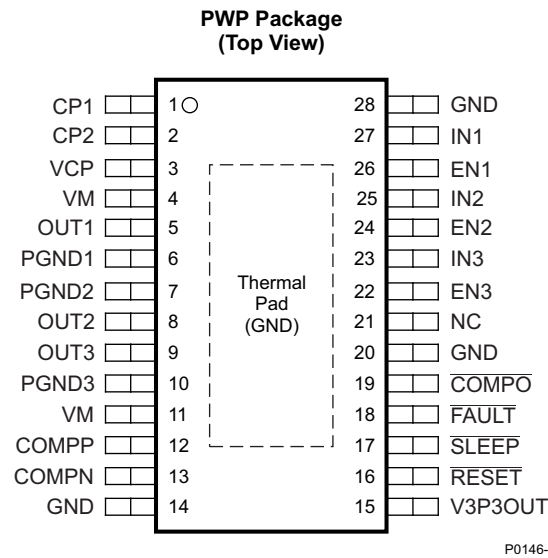 PWP Package
(Top View)
CP1 1 28 GND
CP2 2 27 IN1
VCP 3 26 EN1
VM 4 25 IN2
OUT1 5 24 EN2
PGND1 6 23 IN3
PGND2 7 22 EN3
OUT2 8 21 NC
OUT3 9 20 GND
PGND3 10 19 COMPO
VM 11 18 FAULT
COMPP 12 17 SLEEP
COMPN 13 16 RESET
GND 14 15 V3P3OUT
Thermal
Pad
(GND)
P0146-